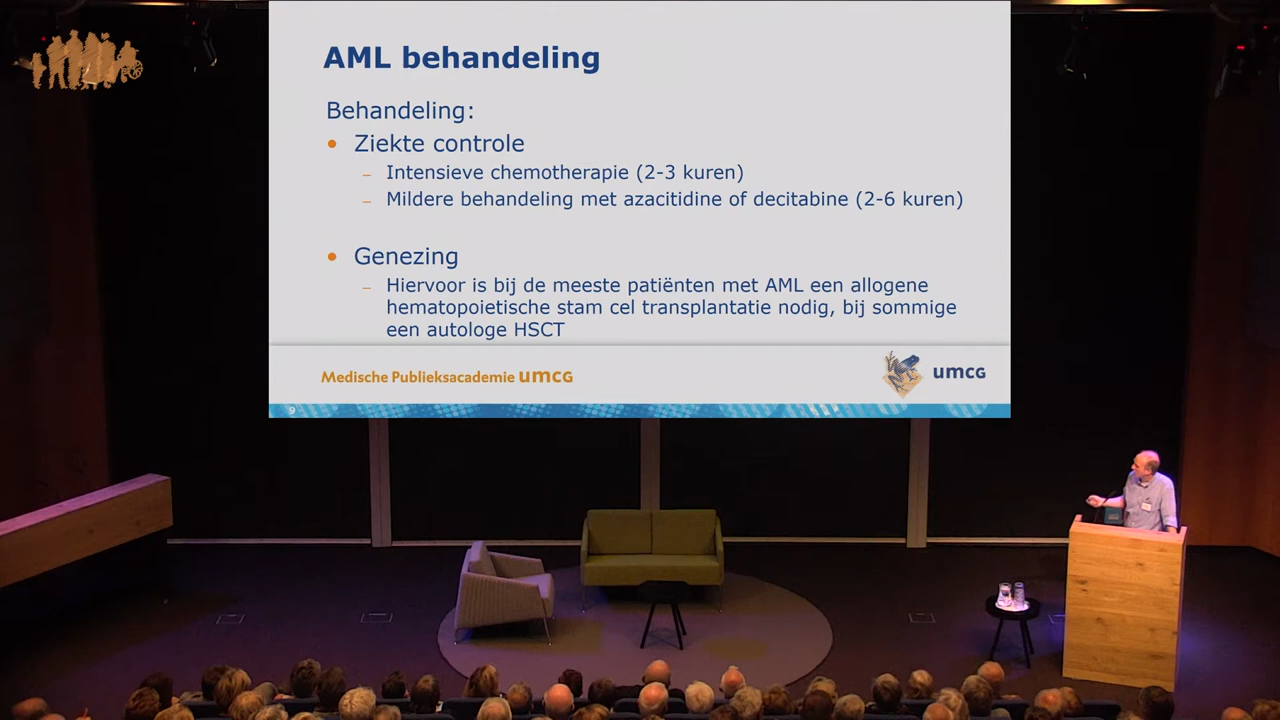 AML behandeling
Behandeling:
• Ziekte controle
– Intensieve chemotherapie (2-3 kuren)
– Mildere behandeling met azacitidine of decitabine (2-6 kuren)
• Genezing
– Hiervoor is bij de meeste patiënten met AML een allogene
hematopoietische stam cel transplantatie nodig, bij sommige
een autologe HSCT
Medische Publieksacademie umcg
umcg
9